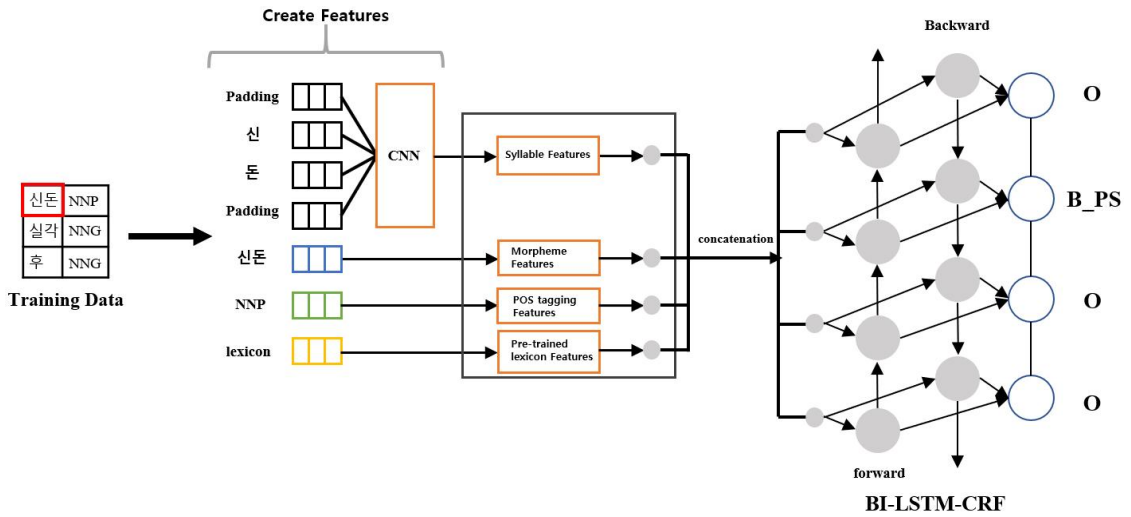 Create Features
Padding
신
돈
Padding
신돈
NNP
lexicon
CNN
신돈 NNP
실각 NNG
후 NNG
Training Data
Syllable Features
Morpheme
Features
POS tagging
Features
Pre-trained
lexicon Features
concatenation
Backward
O
B_PS
O
O
forward
BI-LSTM-CRF